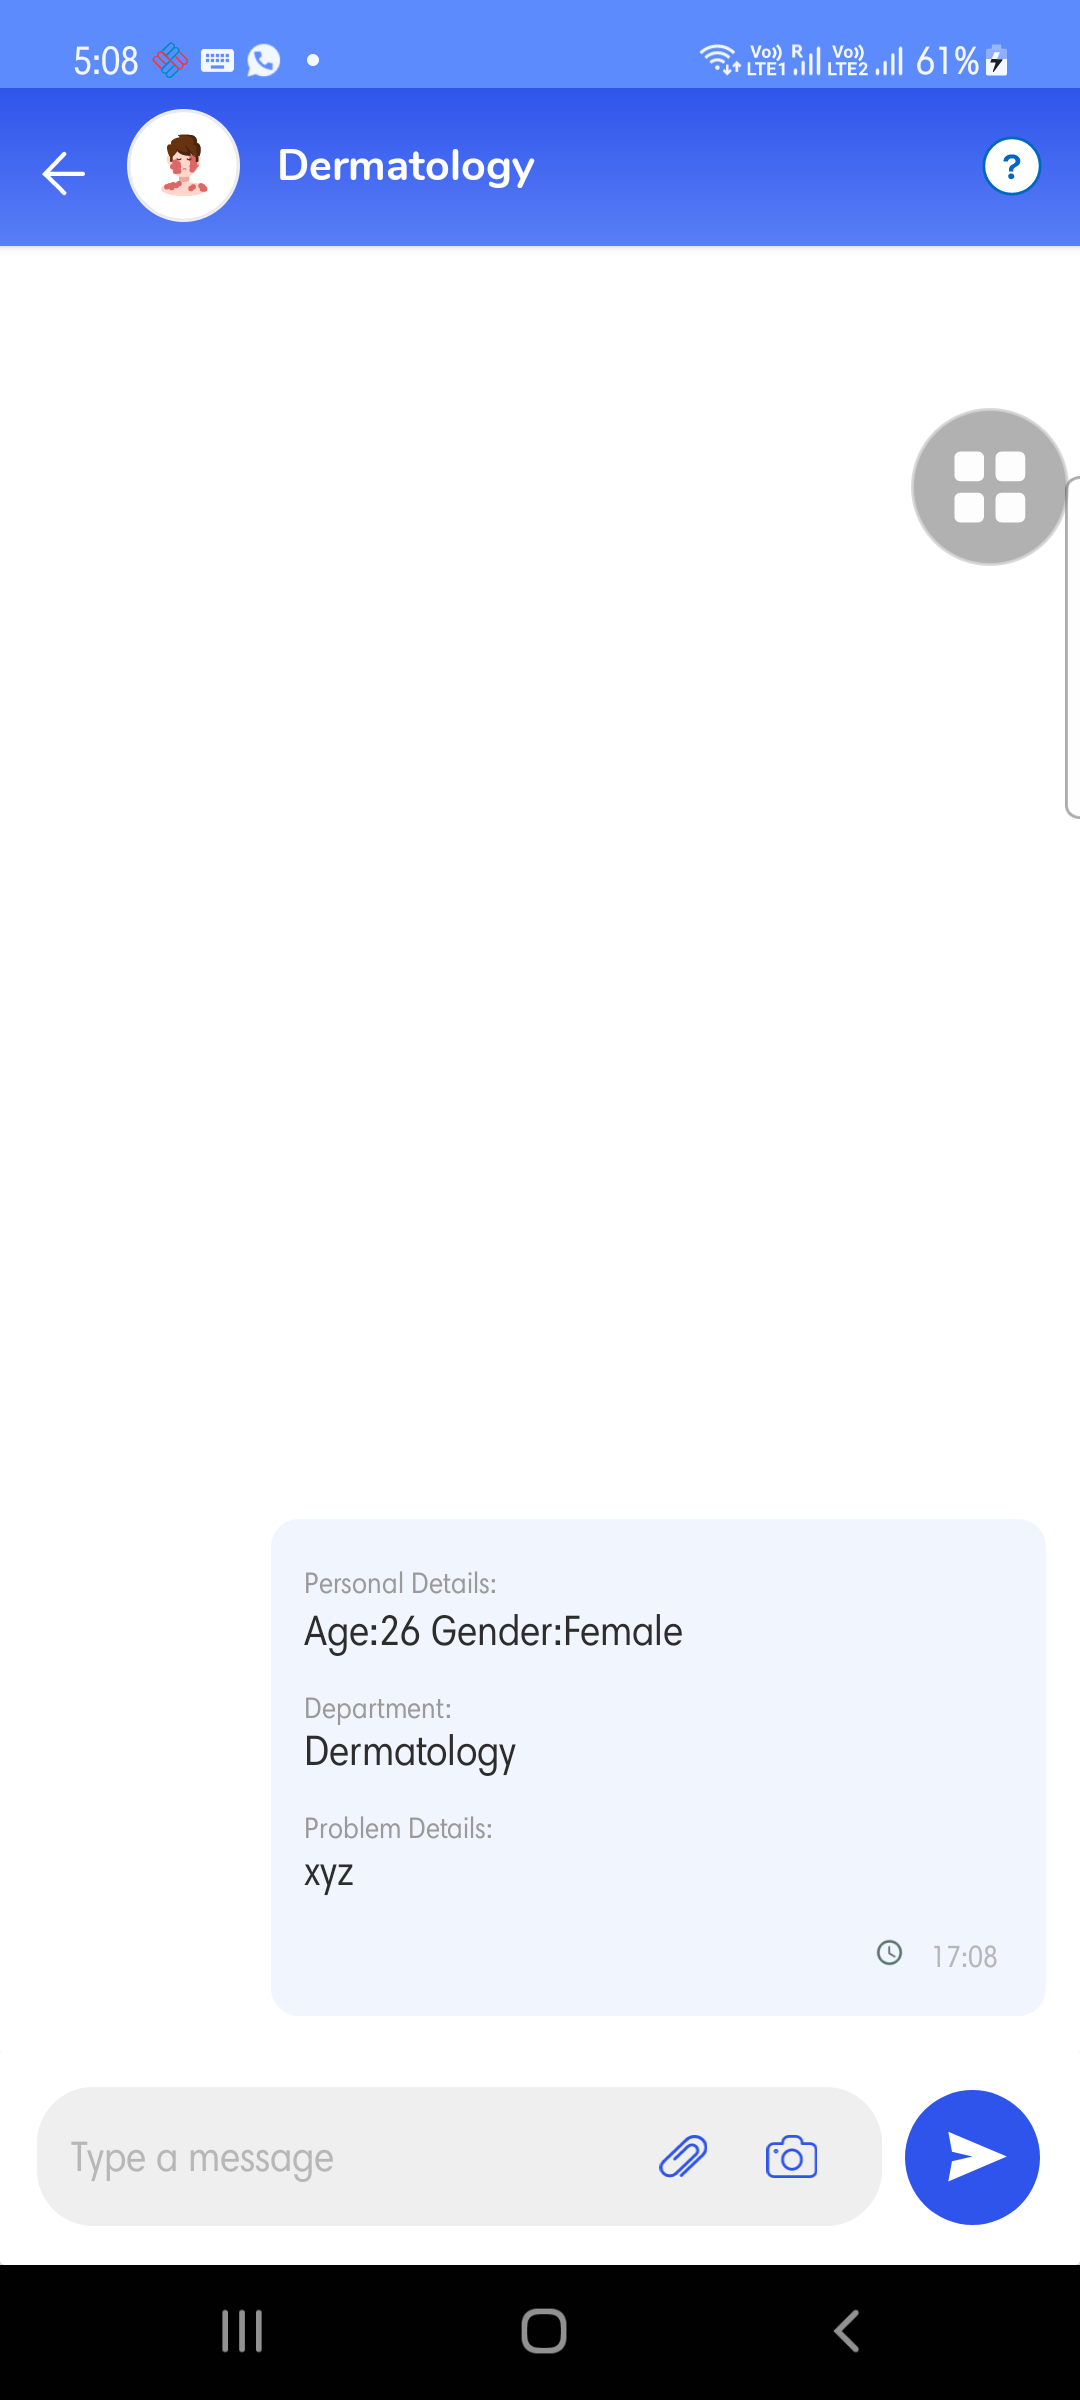 5:08
Vo)) R Vo)) 61%
LTE1 LTE2
Dermatology
?
Personal Details:
Age:26 Gender:Female
Department:
Dermatology
Problem Details:
xyz
17:08
Type a message